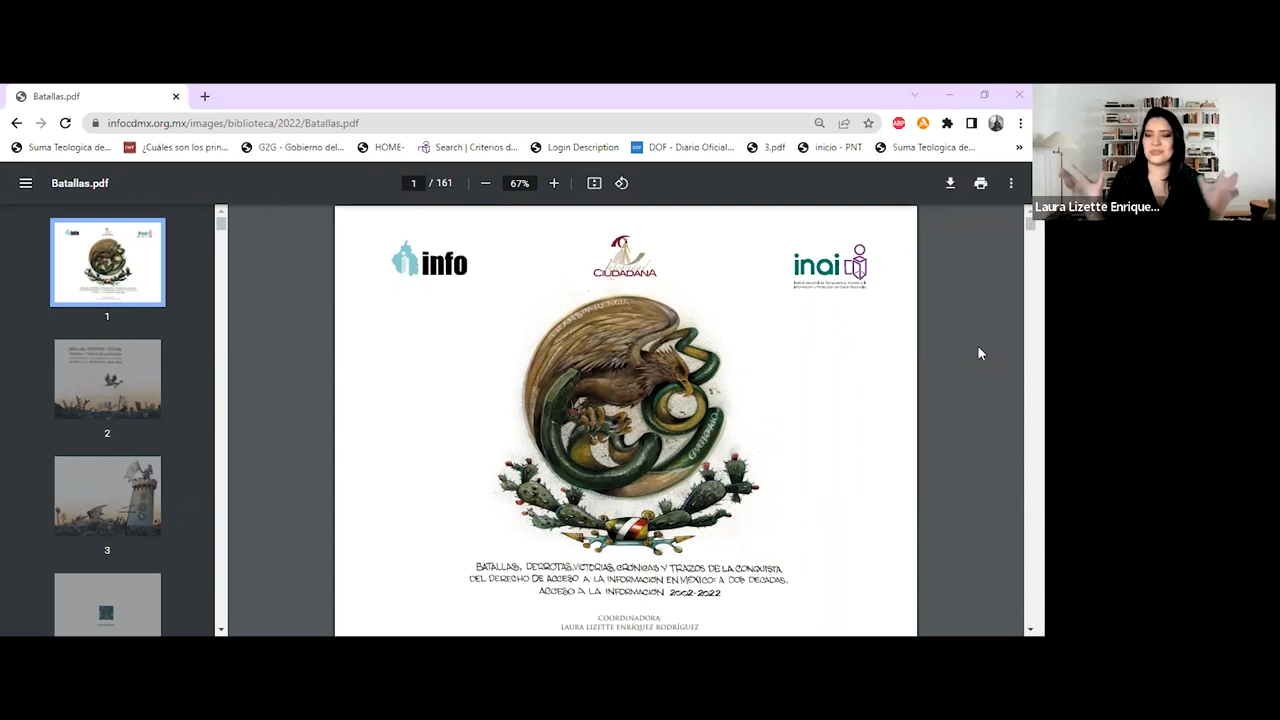 Batallas.pdf
infocdmx.org.mx/images/biblioteca/2022/Batallas.pdf
ABP
Suma Teologica de...
¿Cuáles son los prin...
G2G - Gobierno del...
HOME-
Search | Criterios d...
Login Description
DOF - Diario Oficial...
3.pdf
inicio - PNT
Suma Teologica de...
»
Batallas.pdf
1 / 161
67%
Laura Lizette Enrique...
1
2
3
info
CIUDADANA
inai
TRANSPARENCIA
BATALLAS, DERROTAS, VICTORIAS, CRÓNICAS Y TRAZOS DE LA CONQUISTA
DEL DERECHO DE ACCESO A LA INFORMACIÓN EN MÉXICO: A DOS DÉCADAS.
ACCESO A LA INFORMACIÓN 2002-2022
COORDINADORA:
LAURA LIZETTE ENRÍQUEZ RODRÍGUEZ